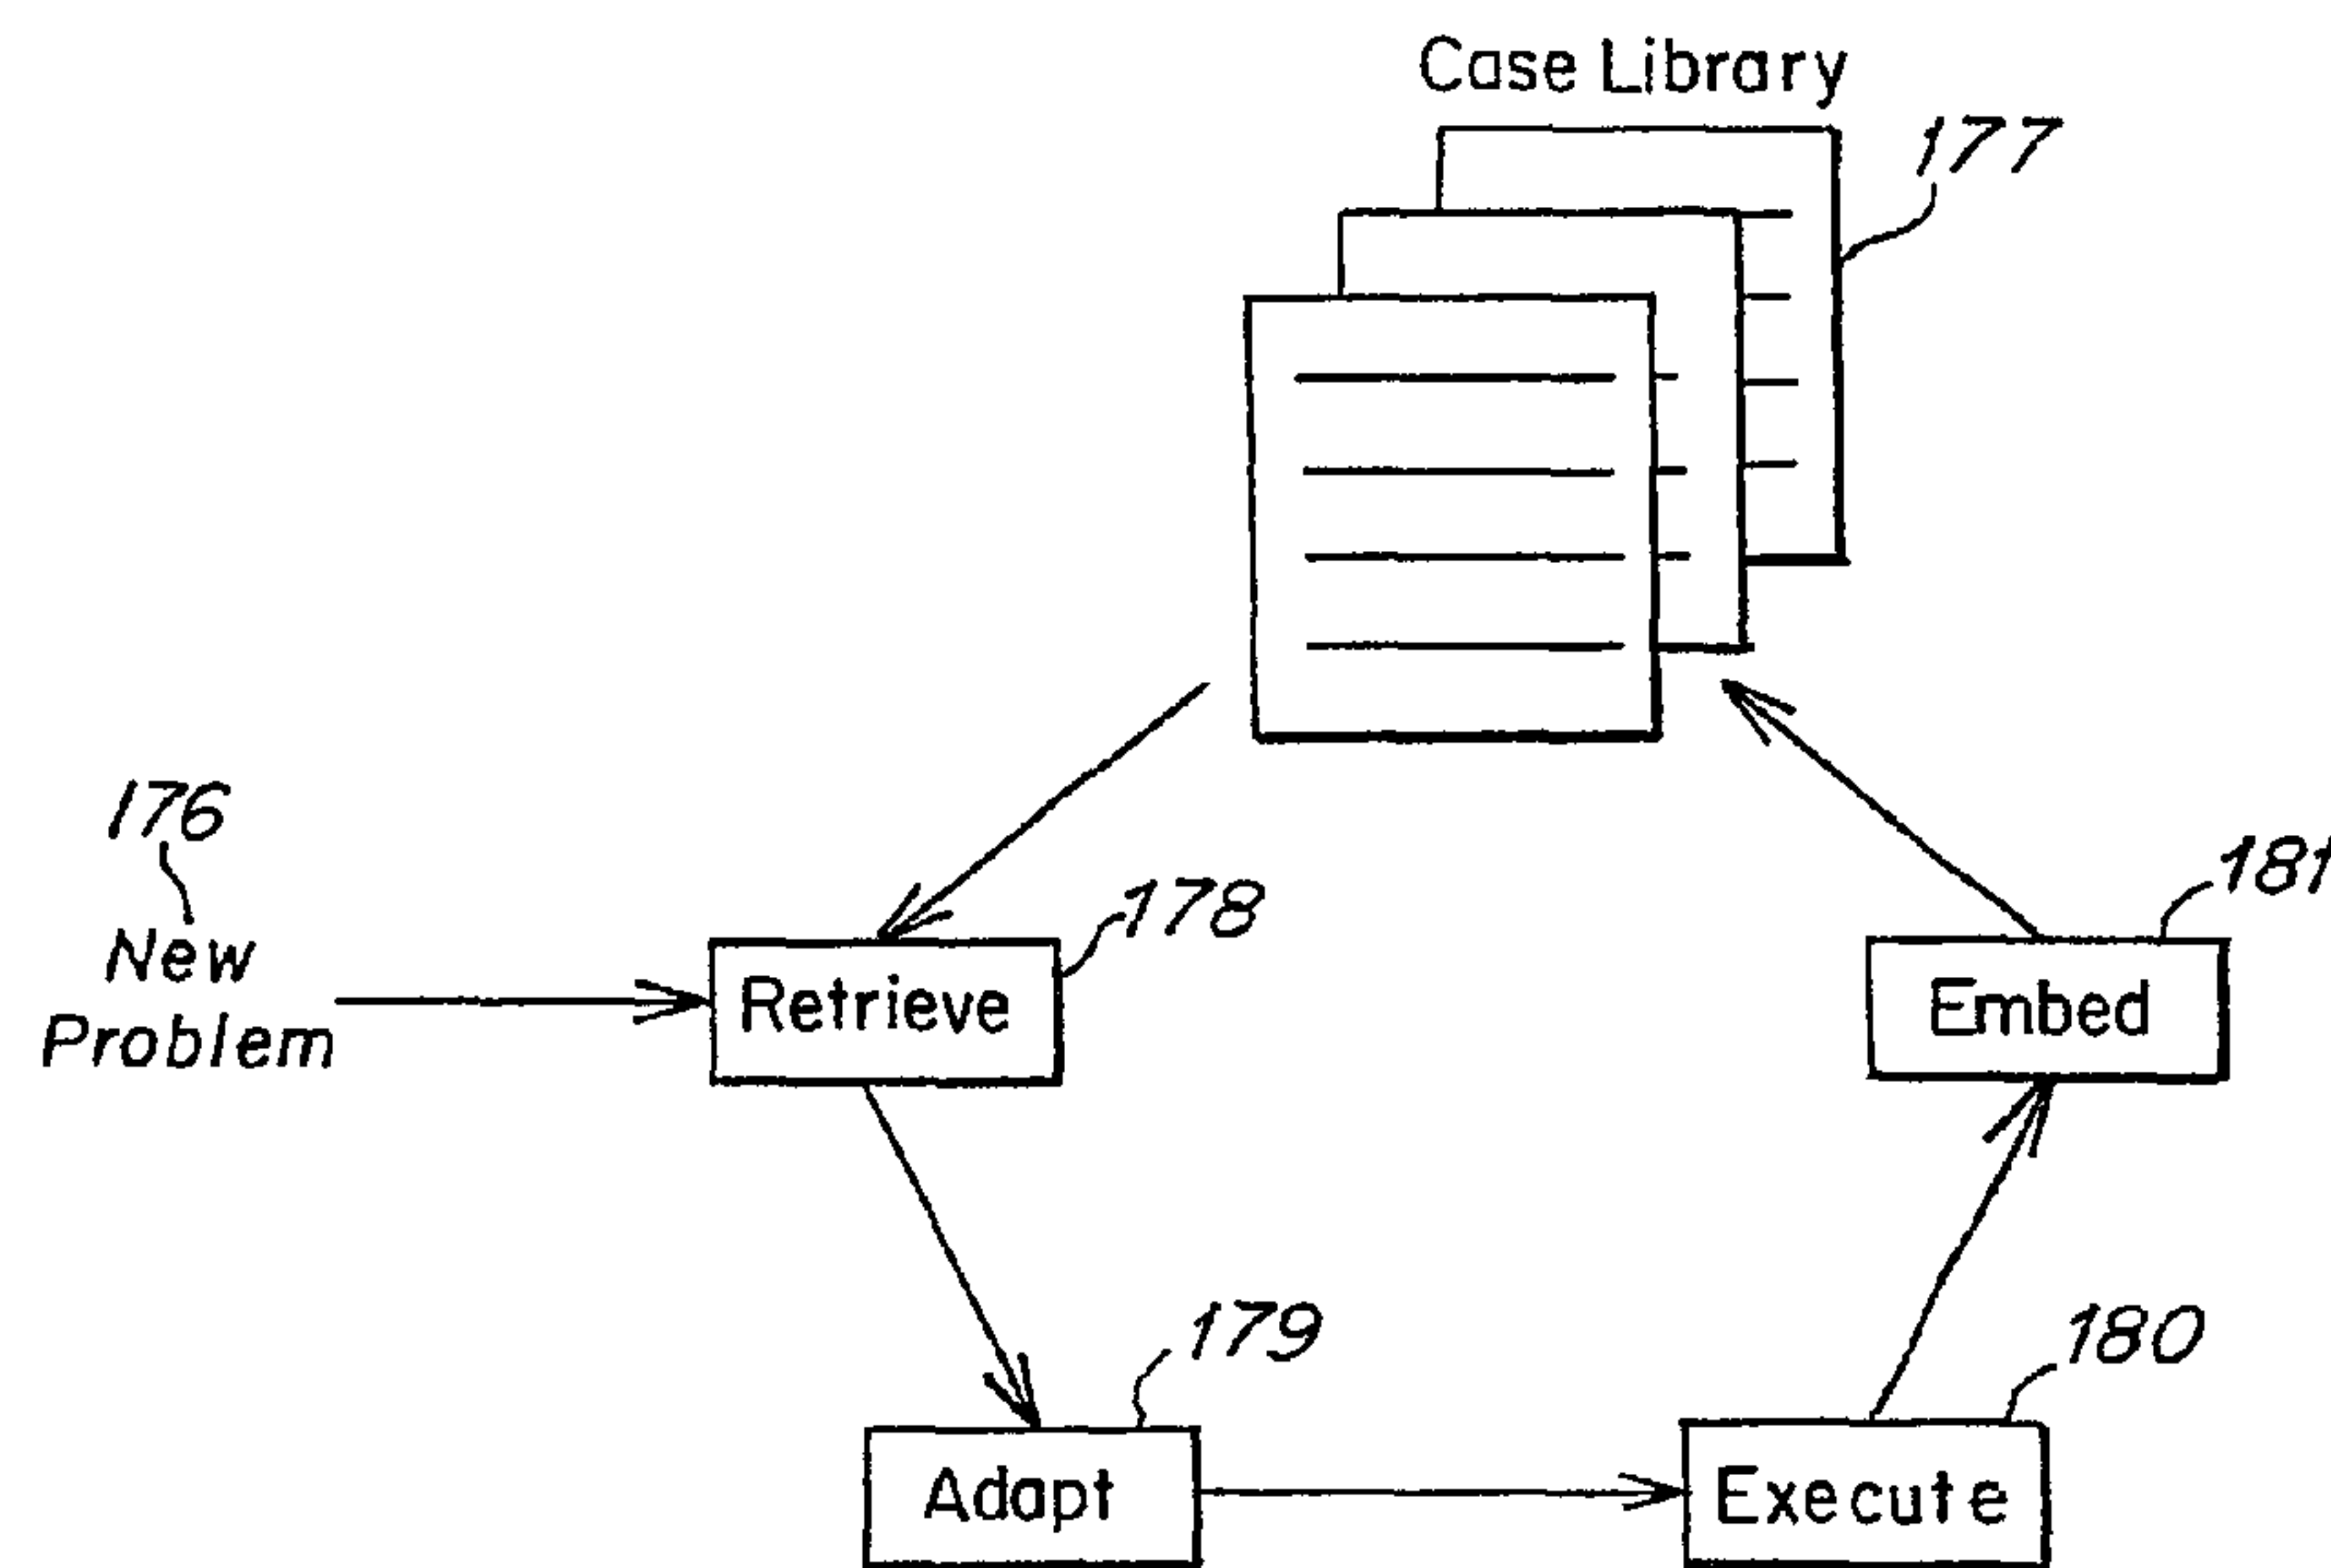 Case Library
177
176
New
Problem
178
Retrieve
181
Embed
179
Adapt
180
Execute